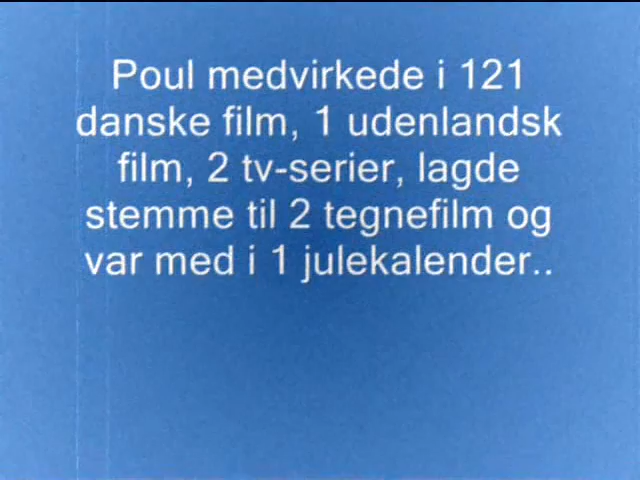 Poul medvirkede i 121
danske film, 1 udenlandsk
film, 2 tv-serier, lagde
stemme til 2 tegnefilm og
var med i 1 julekalender..